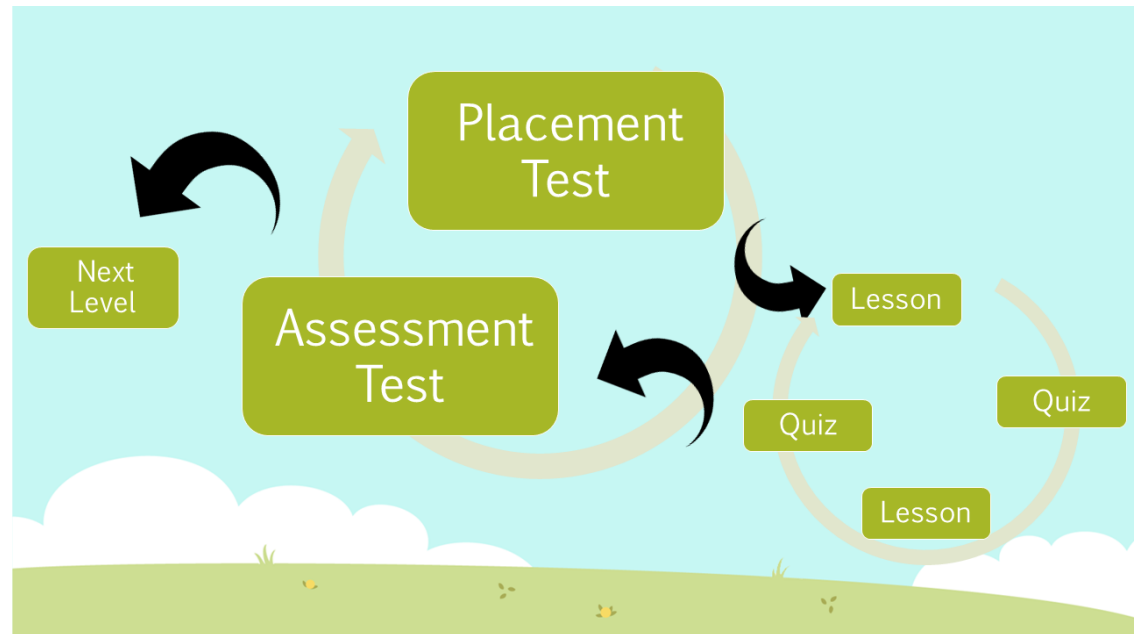 Placement
Test
Next
Level
Assessment
Test
Lesson
Quiz
Lesson
Quiz